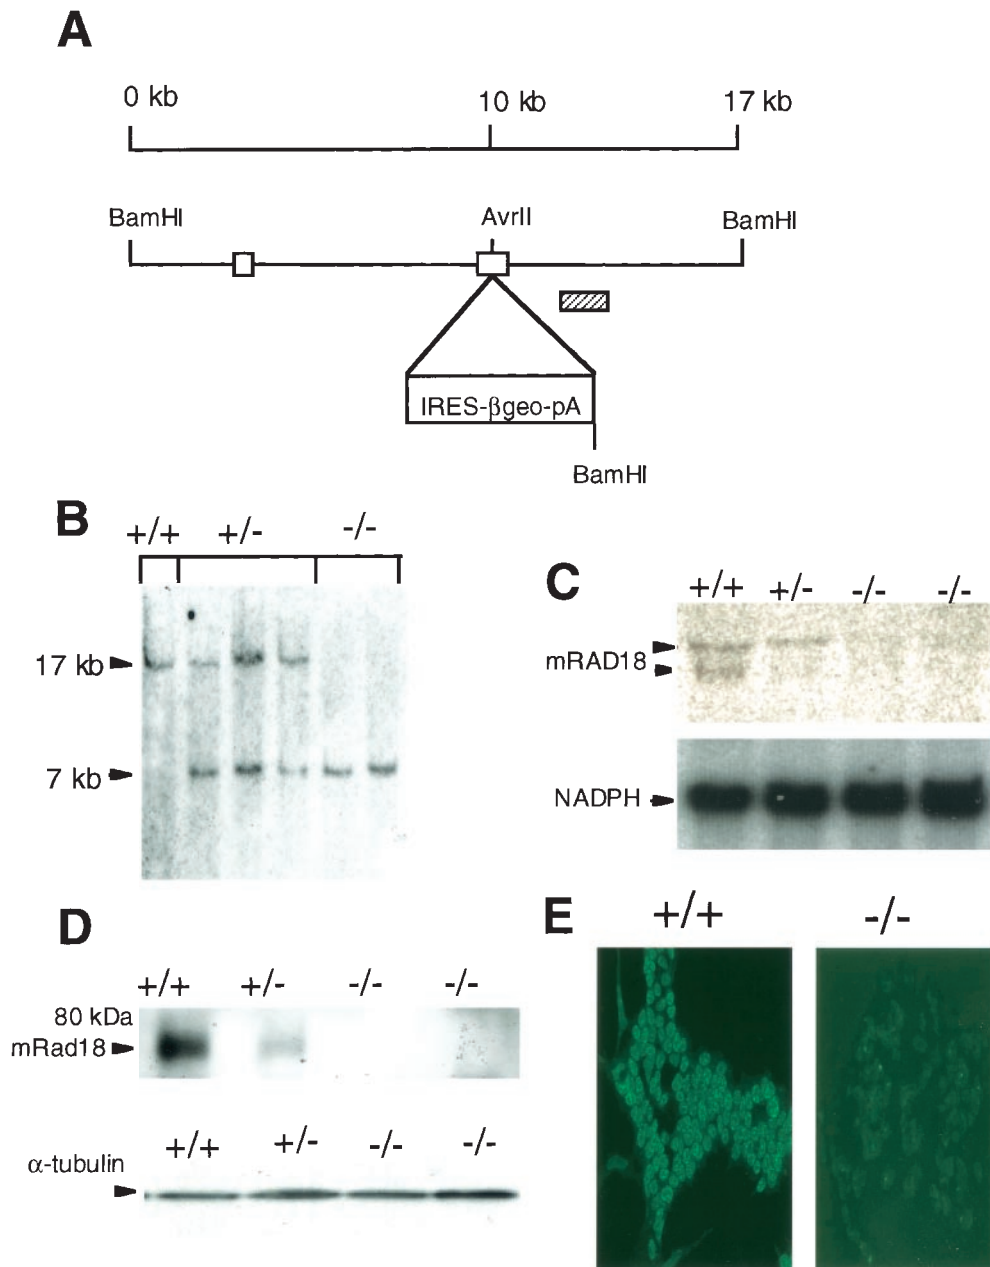 A
0 kb 10 kb 17 kb
BamHI AvrII BamHI
IRES-βgeo-pA
BamHI
B
+/+ +/- -/-
17 kb
7 kb
C
+/+ +/- -/- -/-
mRAD18
NADPH
D
+/+ +/- -/- -/-
80 kDa
mRad18
+/+ +/- -/- -/-
α-tubulin
E
+/+ -/-